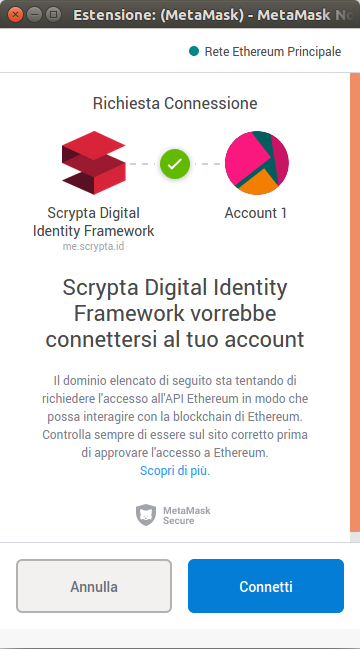 Estensione: (MetaMask) - MetaMask No
Rete Ethereum Principale
Richiesta Connessione
Scrypta Digital
Identity Framework
me.scrypta.id
Account 1
Scrypta Digital Identity
Framework vorrebbe
connettersi al tuo account
Il dominio elencato di seguito sta tentando di
richiedere l'accesso all'API Ethereum in modo che
possa interagire con la blockchain di Ethereum.
Controlla sempre di essere sul sito corretto prima
di approvare l'accesso a Ethereum.
Scopri di più.
MetaMask
Secure
Annulla
Connetti